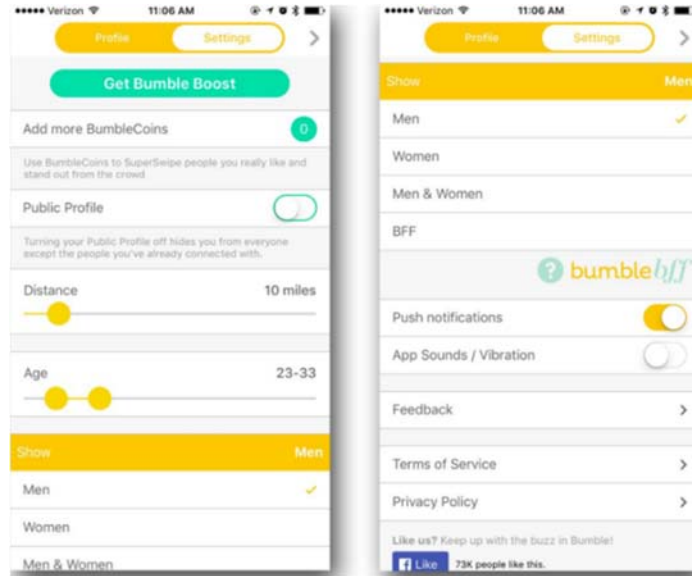 Verizon 11:06 AM
Profile Settings
Get Bumble Boost
Add more BumbleCoins 0
Use BumbleCoins to SuperSwipe people you really like and
stand out from the crowd
Public Profile
Turning your Public Profile off hides you from everyone
except the people you've already connected with.
Distance 10 miles
Age 23-33
Show Men
Men
Women
Men & Women
Verizon 11:06 AM
Profile Settings
Show Men
Men
Women
Men & Women
BFF
? bumble bff
Push notifications
App Sounds / Vibration
Feedback
Terms of Service
Privacy Policy
Like us? Keep up with the buzz in Bumble!
f Like 73K people like this.